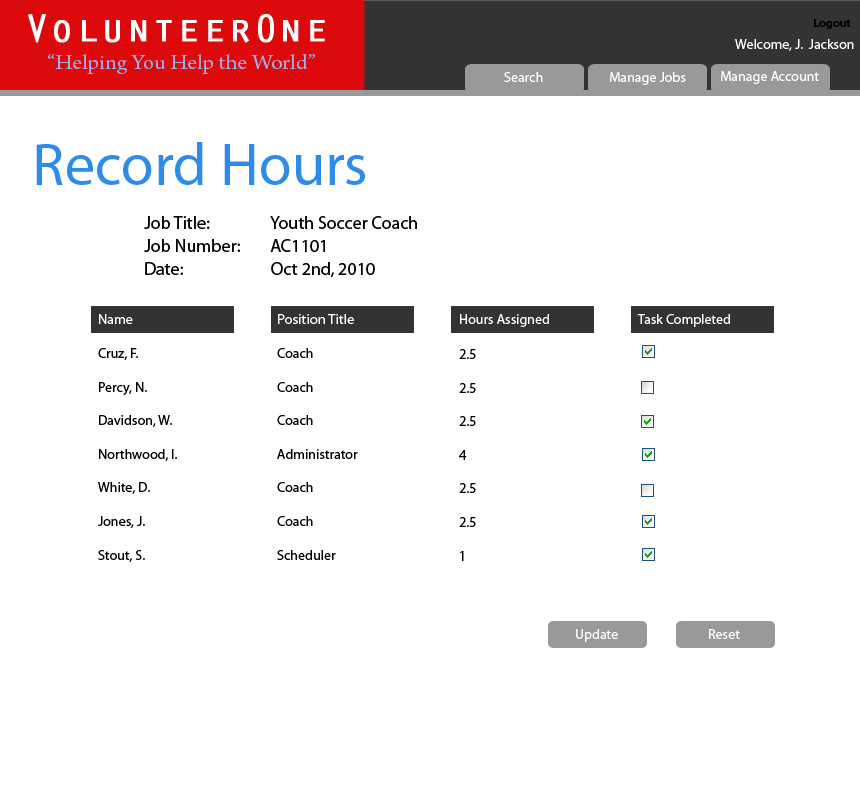 VOLUNTEERONE
“Helping You Help the World”
Logout
Welcome, J. Jackson
Search Manage Jobs Manage Account
Record Hours
Job Title: Youth Soccer Coach
Job Number: AC1101
Date: Oct 2nd, 2010
Name Position Title Hours Assigned Task Completed
Cruz, F. Coach 2.5
Percy, N. Coach 2.5
Davidson, W. Coach 2.5
Northwood, I. Administrator 4
White, D. Coach 2.5
Jones, J. Coach 2.5
Stout, S. Scheduler 1
Update Reset